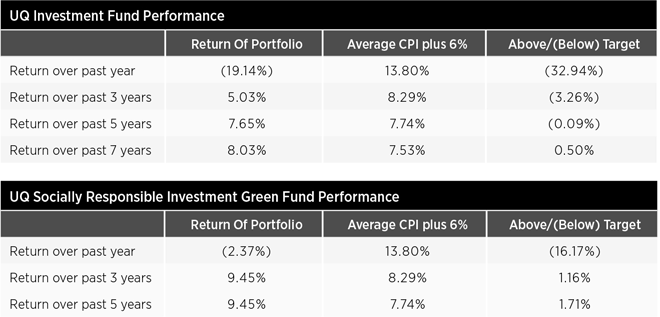 UQ Investment Fund Performance
Return Of Portfolio Average CPI plus 6% Above/(Below) Target
Return over past year (19.14%) 13.80% (32.94%)
Return over past 3 years 5.03% 8.29% (3.26%)
Return over past 5 years 7.65% 7.74% (0.09%)
Return over past 7 years 8.03% 7.53% 0.50%
UQ Socially Responsible Investment Green Fund Performance
Return Of Portfolio Average CPI plus 6% Above/(Below) Target
Return over past year (2.37%) 13.80% (16.17%)
Return over past 3 years 9.45% 8.29% 1.16%
Return over past 5 years 9.45% 7.74% 1.71%